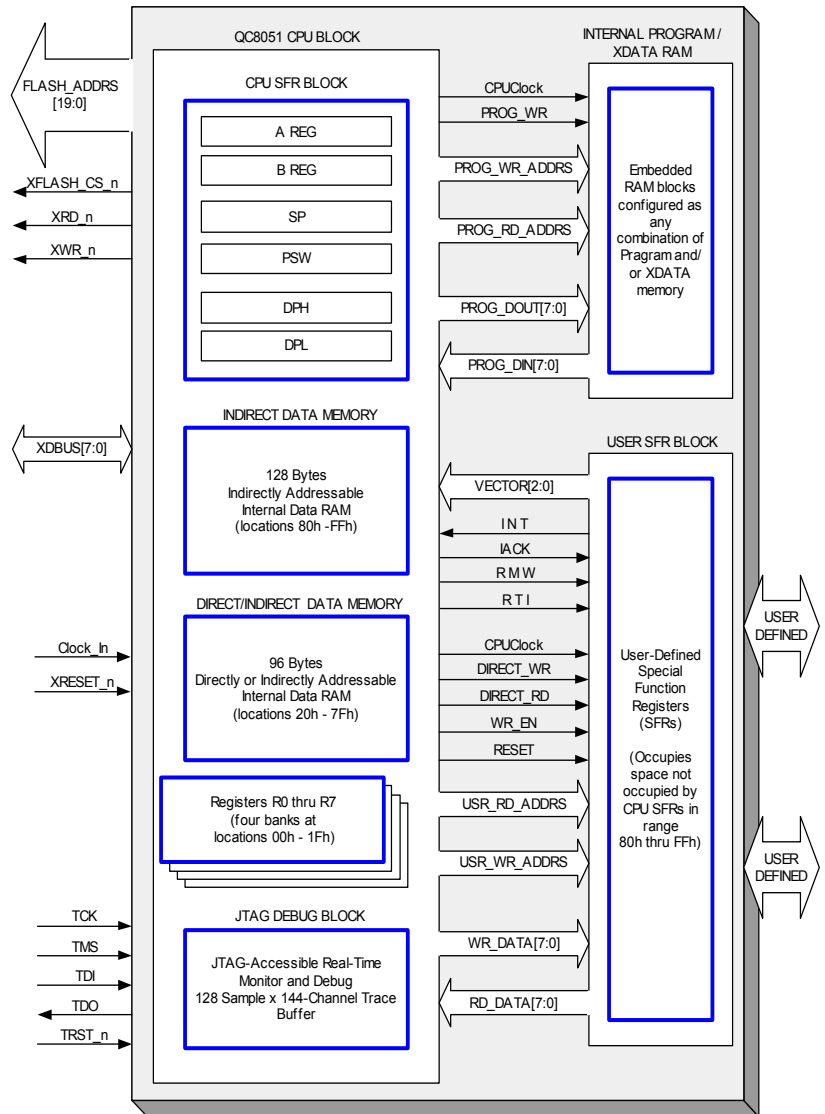 QC8051 CPU BLOCK
INTERNAL PROGRAM /
XDATA RAM
FLASH_ADDRS
[19:0]
XFLASH_CS_n
XRD_n
XWR_n
XDBUS[7:0]
Clock_In
XRESET_n
TCK
TMS
TDI
TDO
TRST_n
CPU SFR BLOCK
A REG
B REG
SP
PSW
DPH
DPL
INDIRECT DATA MEMORY
128 Bytes
Indirectly Addressable
Internal Data RAM
(locations 80h -FFh)
DIRECT/INDIRECT DATA MEMORY
96 Bytes
Directly or Indirectly Addressable
Internal Data RAM
(locations 20h - 7Fh)
Registers R0 thru R7
(four banks at
locations 00h - 1Fh)
JTAG DEBUG BLOCK
JTAG-Accessible Real-Time
Monitor and Debug
128 Sample x 144-Channel Trace
Buffer
CPUClock
PROG_WR
PROG_WR_ADDRS
PROG_RD_ADDRS
PROG_DOUT[7:0]
PROG_DIN[7:0]
VECTOR[2:0]
INT
IACK
RMW
RTI
CPUClock
DIRECT_WR
DIRECT_RD
WR_EN
RESET
USR_RD_ADDRS
USR_WR_ADDRS
WR_DATA[7:0]
RD_DATA[7:0]
Embedded
RAM blocks
configured as
any
combination of
Pragram and/
or XDATA
memory
USER SFR BLOCK
User-Defined
Special
Function
Registers
(SFRs)
(Occupies
space not
occupied by
CPU SFRs in
range
80h thru FFh)
USER
DEFINED
USER
DEFINED